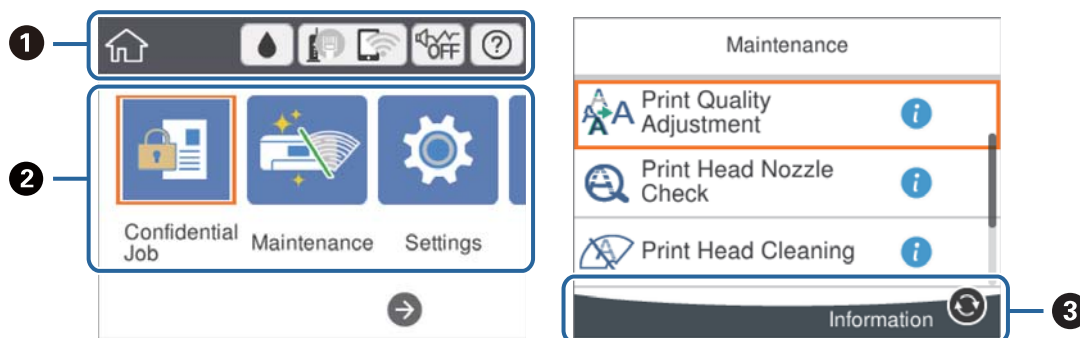 1
OFF
?
2
Confidential
Job
Maintenance
Settings
Maintenance
Print Quality
Adjustment
i
Print Head Nozzle
Check
i
Print Head Cleaning
i
Information
3